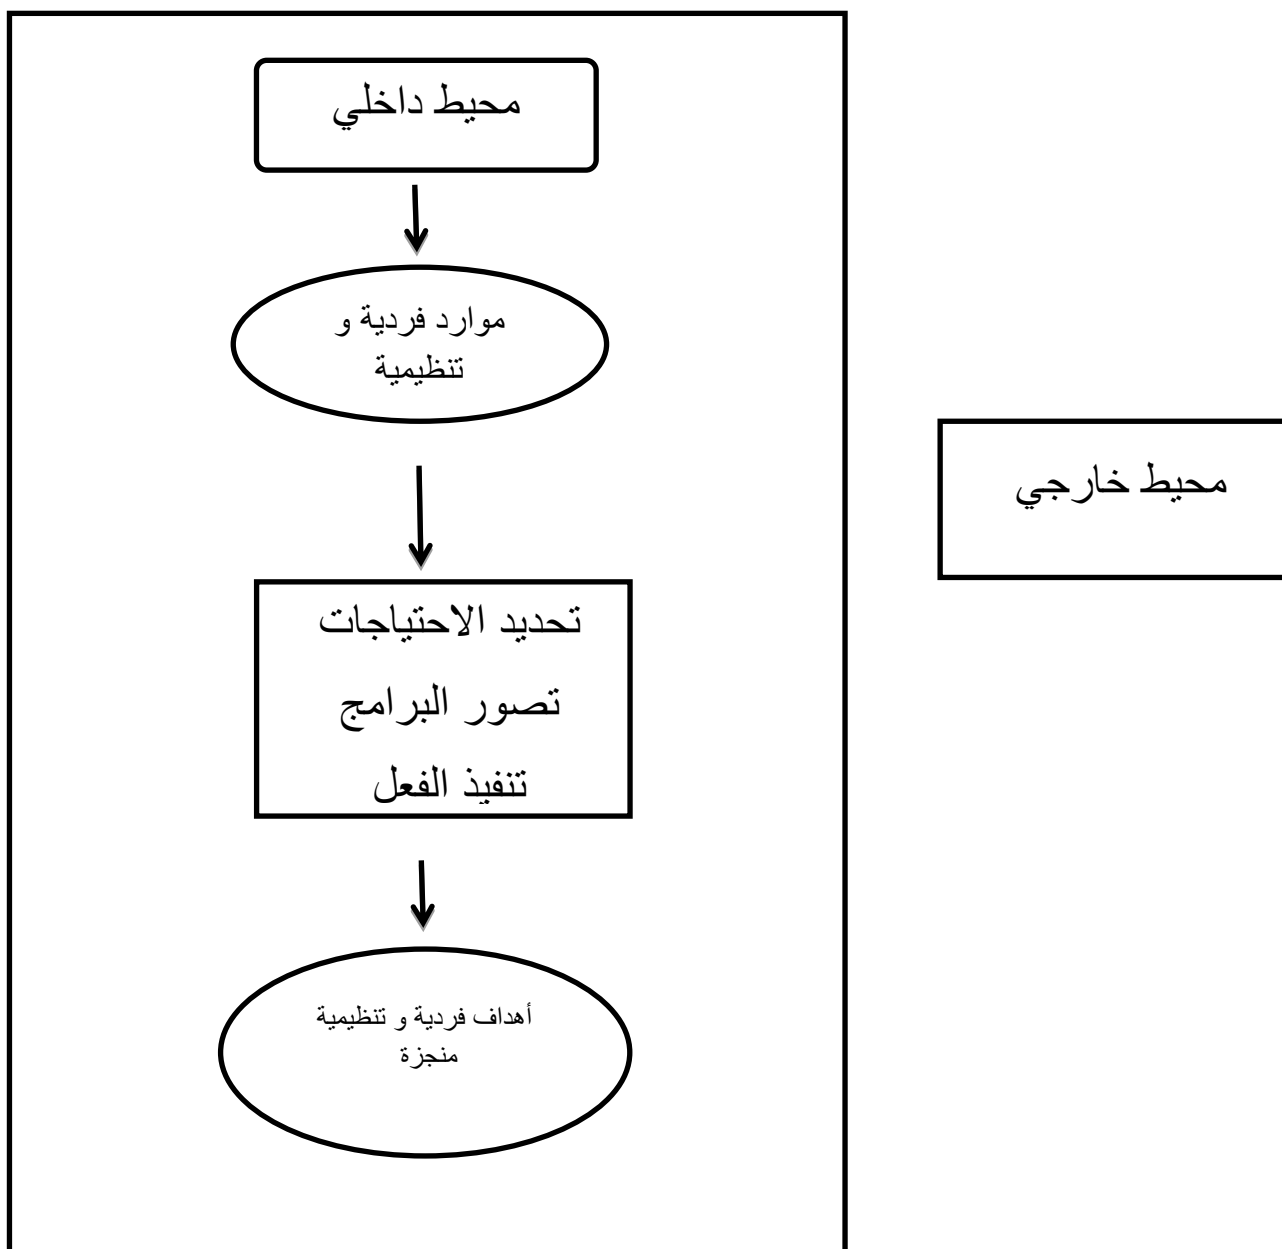 محيط داخلي
موارد فردية و
تنظيمية
محيط خارجي
تحديد الاحتياجات
تصور البرامج
تنفيذ الفعل
أهداف فردية و تنظيمية
منجزة